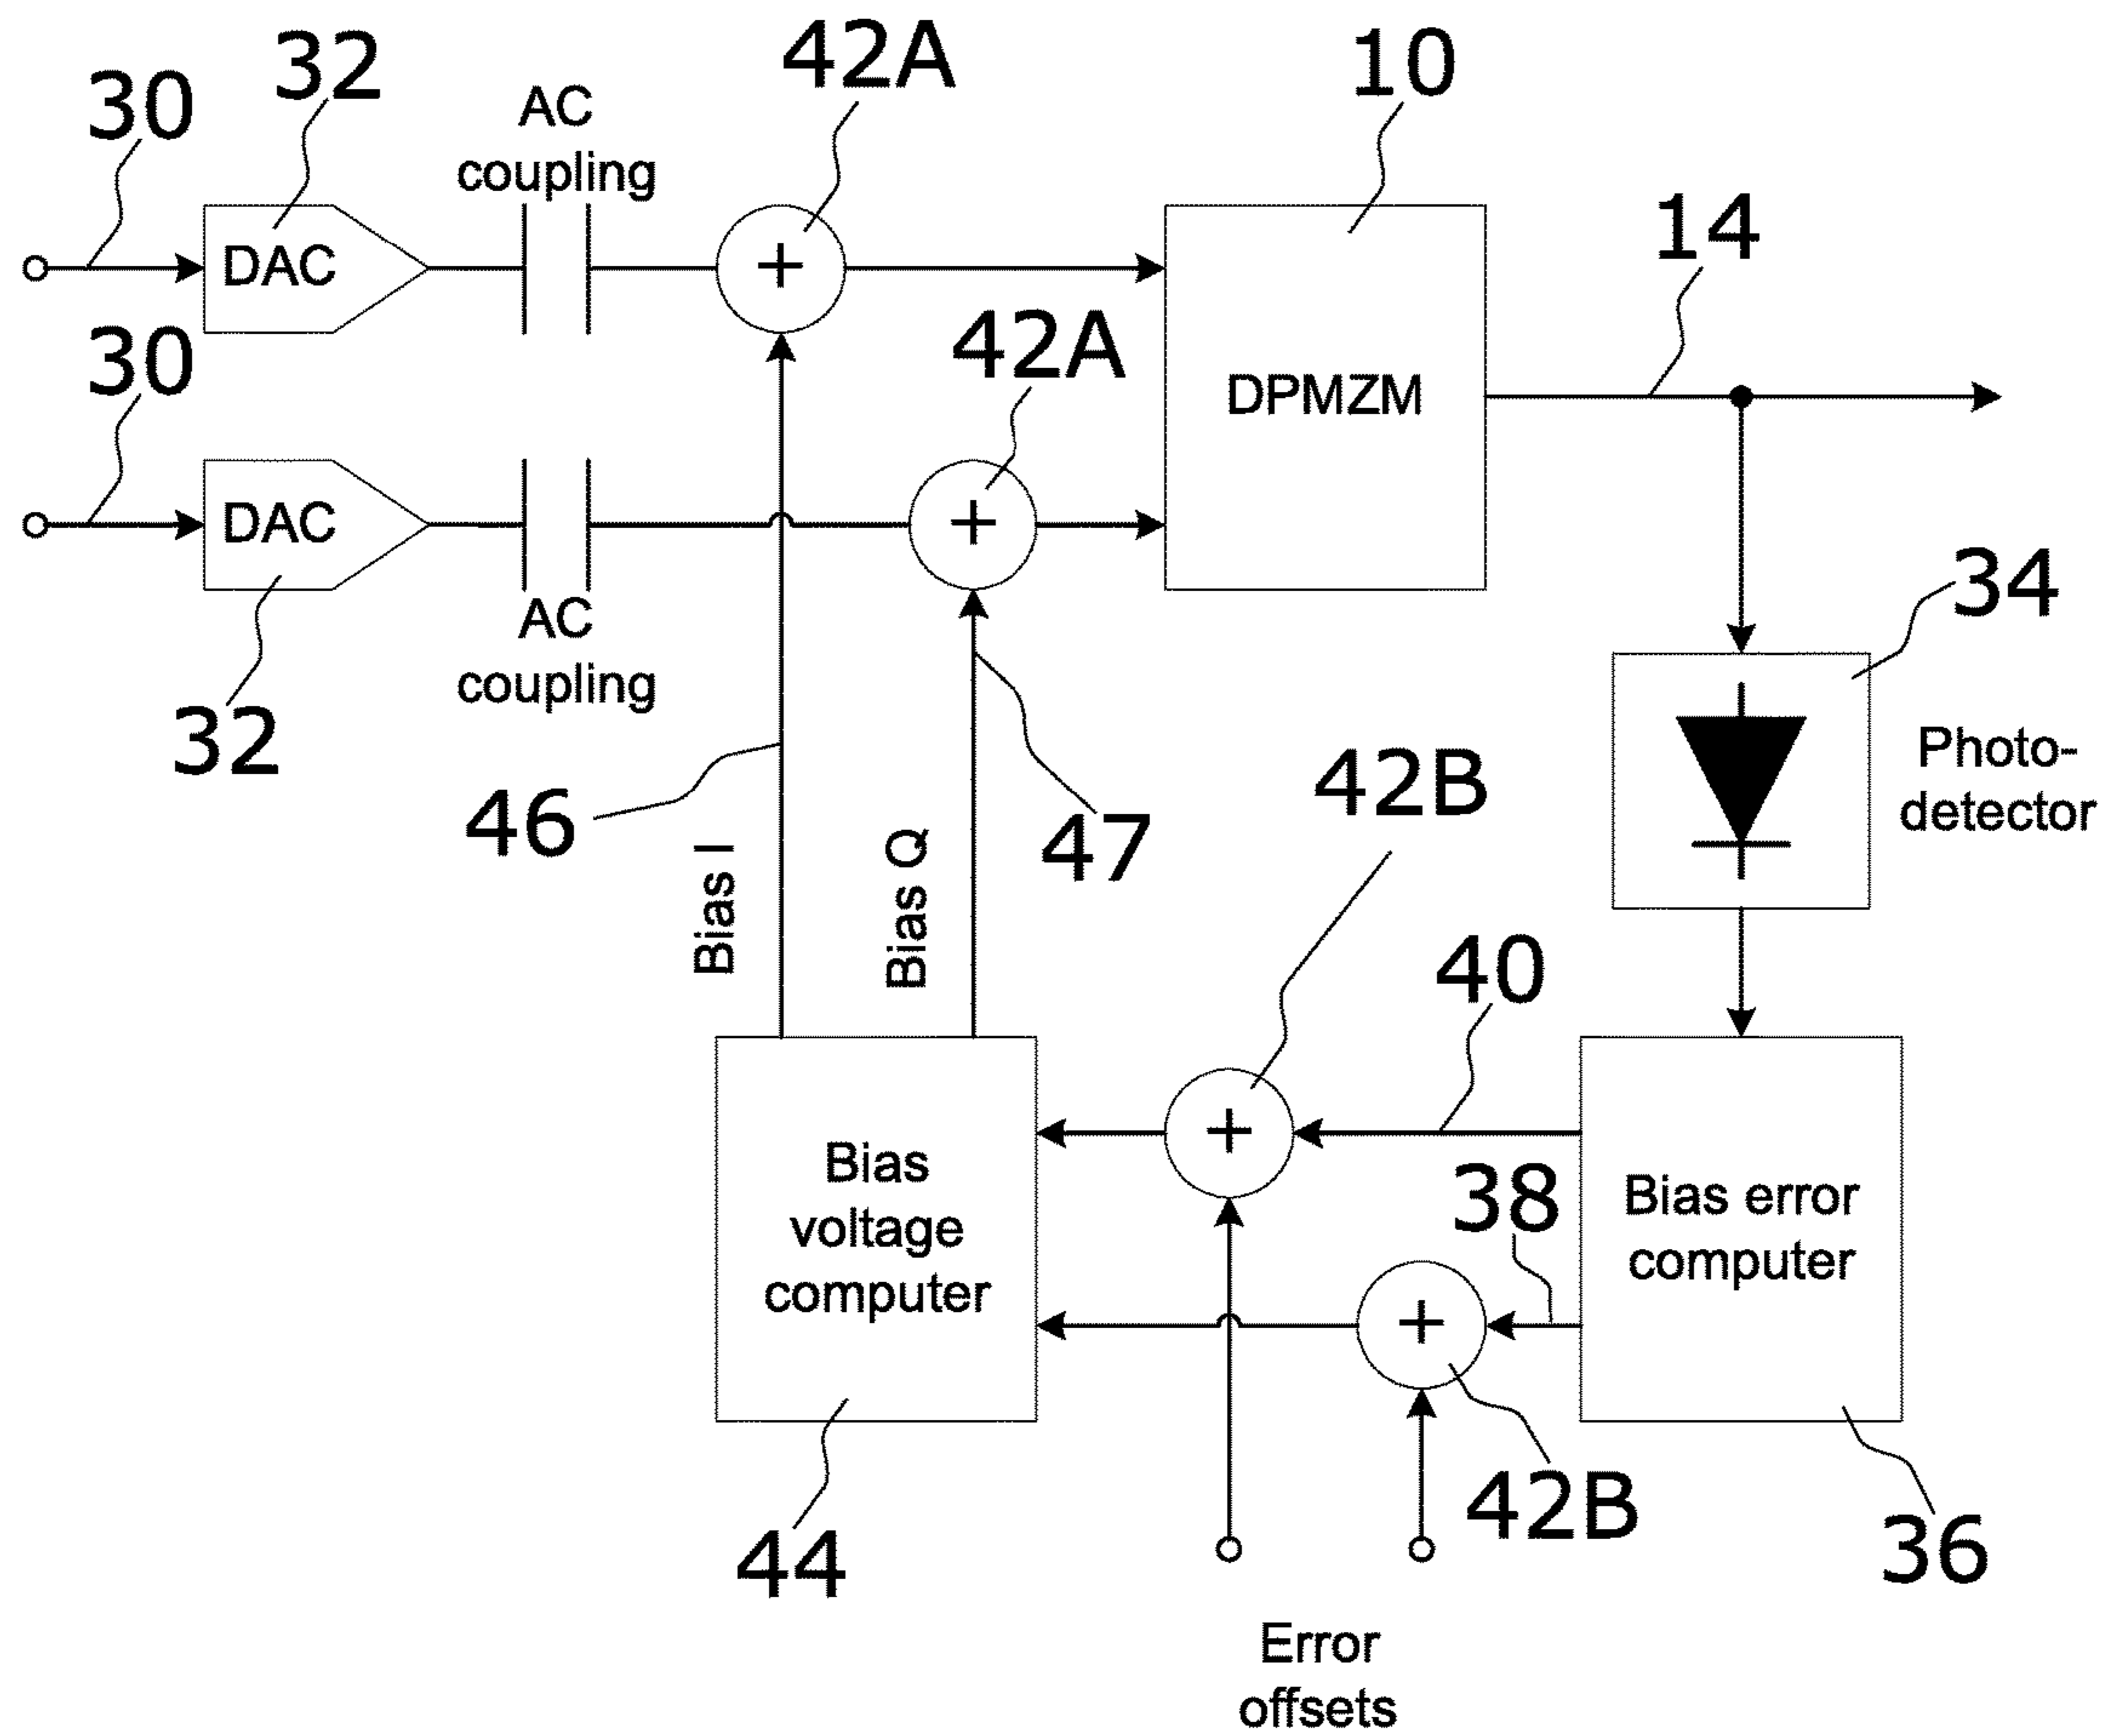 42A
10
32
30
AC
coupling
14
DAC
42A
30
DPMZM
DAC
34
AC
coupling
32
Photo-
detector
42B
46
47
Bias I
Bias Q
40
Bias
voltage
computer
38
Bias error
computer
42B
44
36
Error
offsets